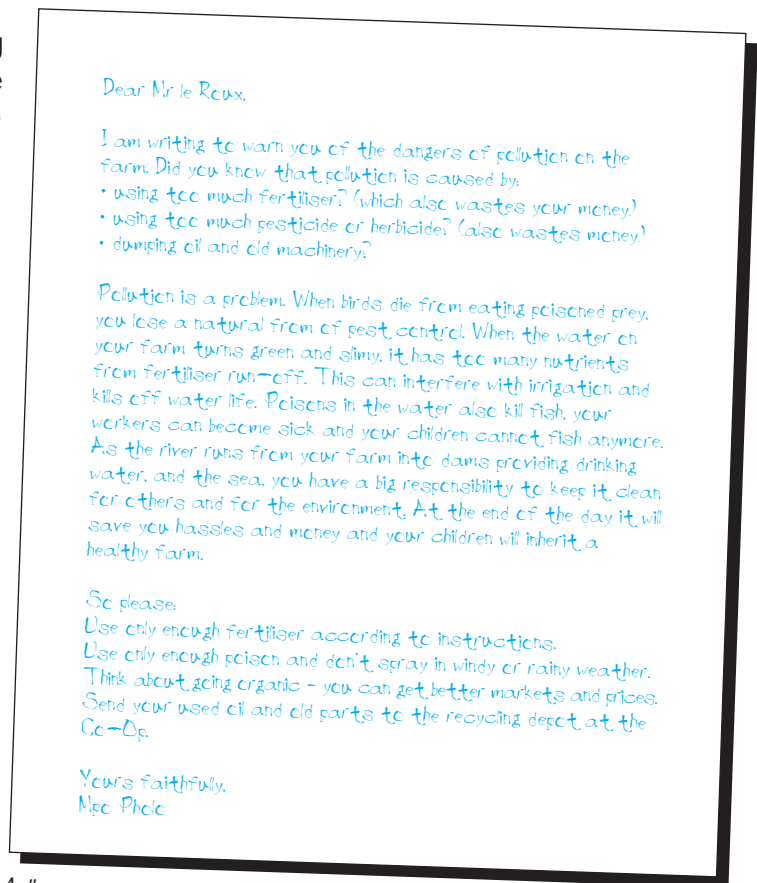 Dear Mr le Roux,
I am writing to warn you of the dangers of pollution on the
farm. Did you know that pollution is caused by:
• using too much fertiliser? (which also wastes your money!)
• using too much pesticide or herbicide? (also wastes money!)
• dumping oil and old machinery?
Pollution is a problem. When birds die from eating poisoned prey,
you lose a natural from of pest control. When the water on
your farm turns green and slimy, it has too many nutrients
from fertiliser run-off. This can interfere with irrigation and
kills off water life. Poisons in the water also kill fish, your
workers can become sick and your children cannot fish anymore.
As the river runs from your farm into dams providing drinking
water, and the sea, you have a big responsibility to keep it clean
for others and for the environment. At the end of the day it will
save you hassles and money and your children will inherit a
healthy farm.
So please:
Use only enough fertiliser according to instructions.
Use only enough poison and don't spray in windy or rainy weather.
Think about going organic - you can get better markets and prices.
Send your used oil and old parts to the recycling depot at the
Co-Op.
Yours faithfully,
Mpo Pholo